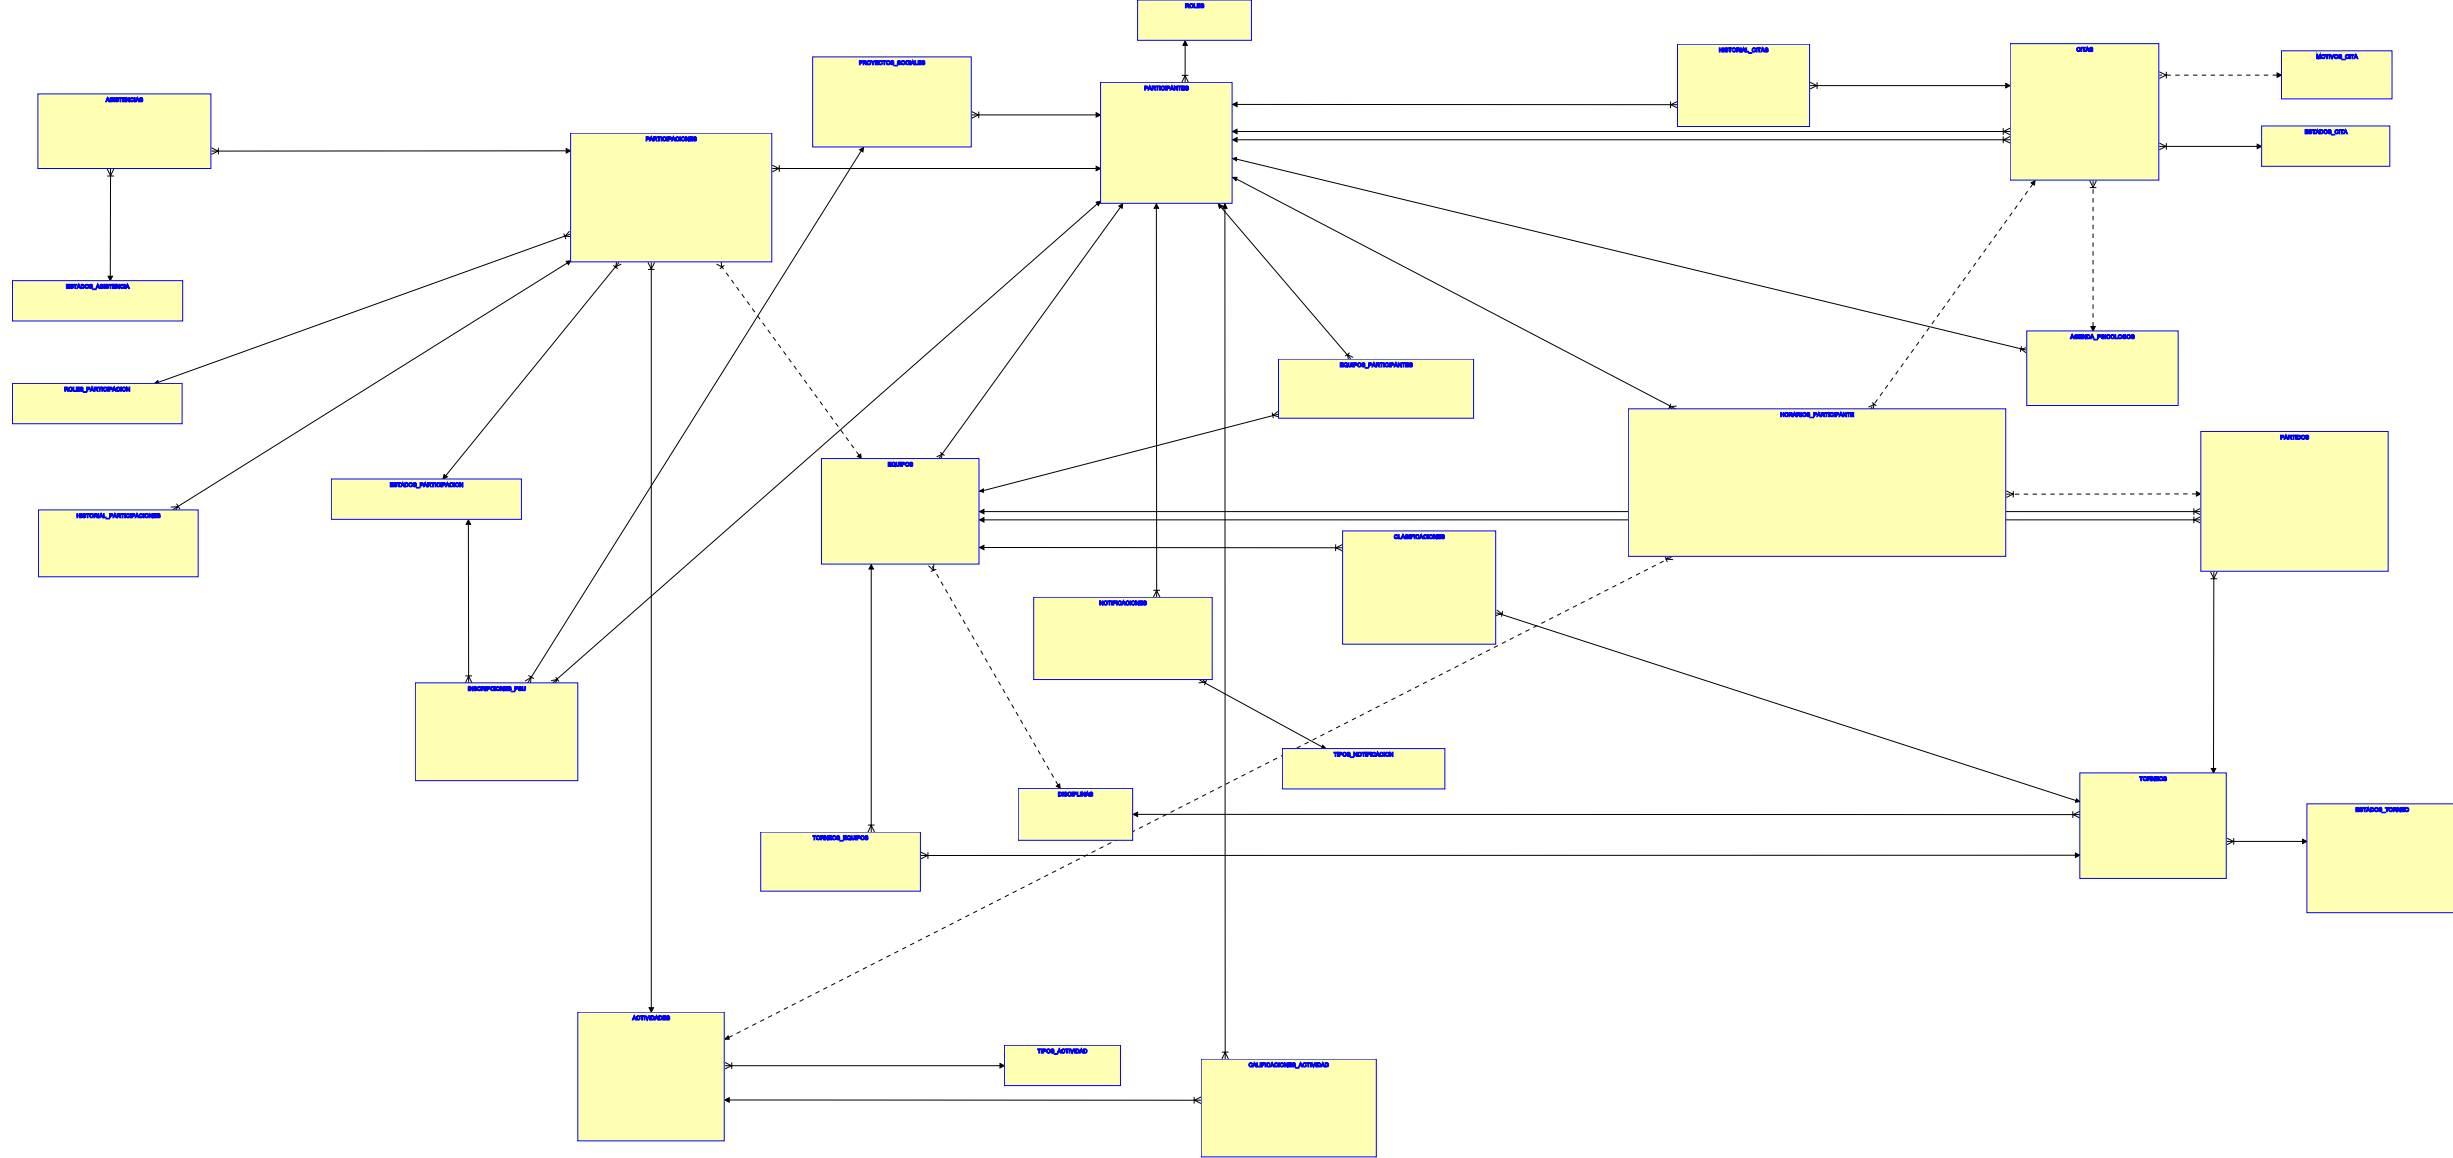 ROLES
HISTORIAL_CITAS
CITAS
MOTIVOS_CITA
PROYECTOS_SOCIALES
PARTICIPANTES
ASISTENCIAS
ESTADOS_CITA
PARTICIPACIONES
ESTADOS_ASISTENCIA
AGENDA_PSICOLOGOS
EQUIPOS_PARTICIPANTES
ROLES_PARTICIPACION
HORARIOS_PARTICIPANTE
PARTIDOS
EQUIPOS
ESTADOS_PARTICIPACION
HISTORIAL_PARTICIPACIONES
CLASIFICACIONES
NOTIFICACIONES
INSCRIPCIONES_PSU
TIPOS_NOTIFICACION
TORNEOS
DISCIPLINAS
ESTADOS_TORNEO
TORNEOS_EQUIPOS
ACTIVIDADES
TIPOS_ACTIVIDAD
CALIFICACIONES_ACTIVIDAD